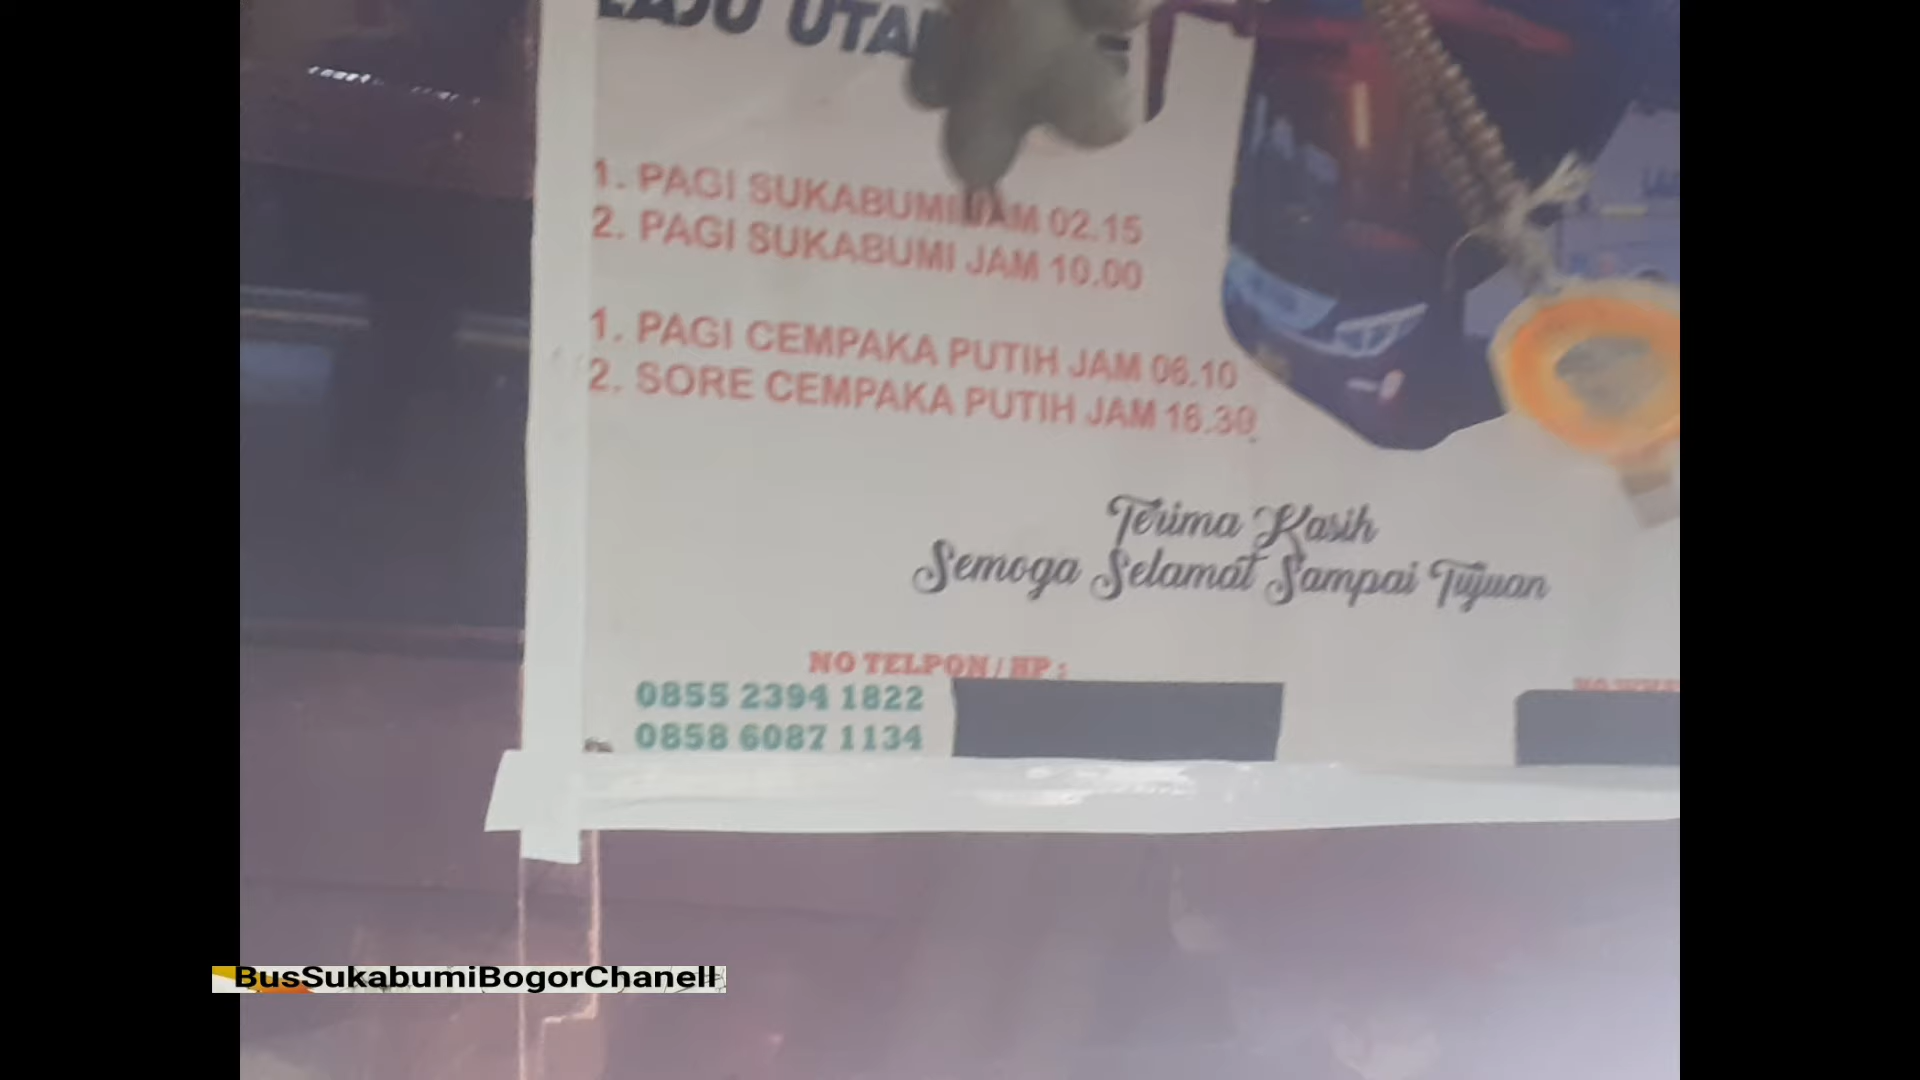 LAJU UTAMA
1. PAGI SUKABUMI JAM 02.15
2. PAGI SUKABUMI JAM 10.00
1. PAGI CEMPAKA PUTIH JAM 06.10
2. SORE CEMPAKA PUTIH JAM 16.30
Terima Kasih
Semoga Selamat Sampai Tujuan
NO TELPON / HP :
0855 2394 1822
0858 6087 1134
BusSukabumiBogorChanell